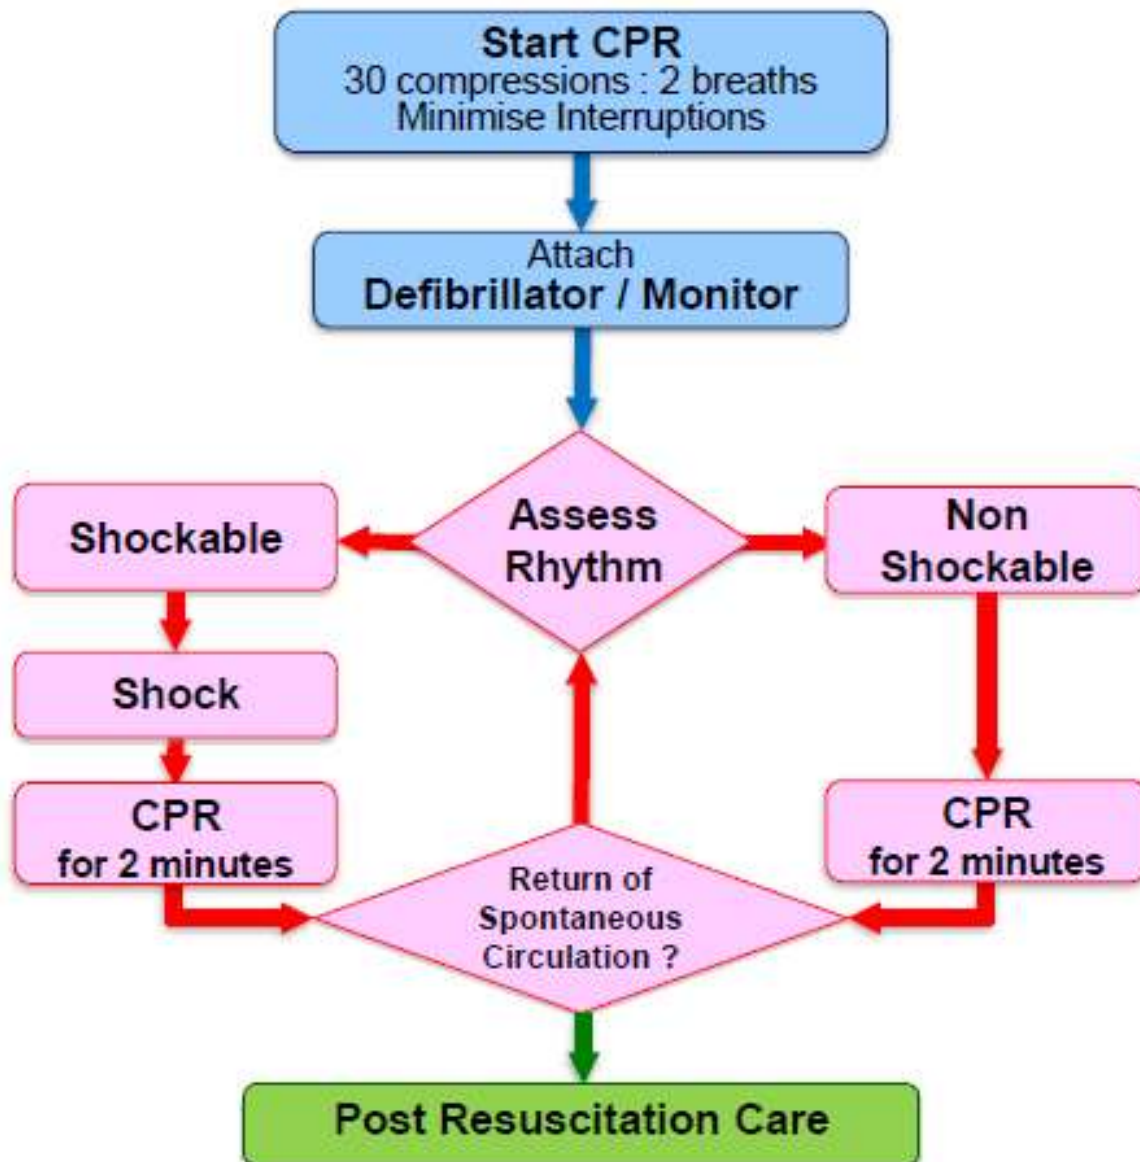 Start CPR
30 compressions : 2 breaths
Minimise Interruptions
Attach
Defibrillator / Monitor
Assess
Rhythm
Shockable
Non
Shockable
Shock
CPR
for 2 minutes
CPR
for 2 minutes
Return of
Spontaneous
Circulation ?
Post Resuscitation Care